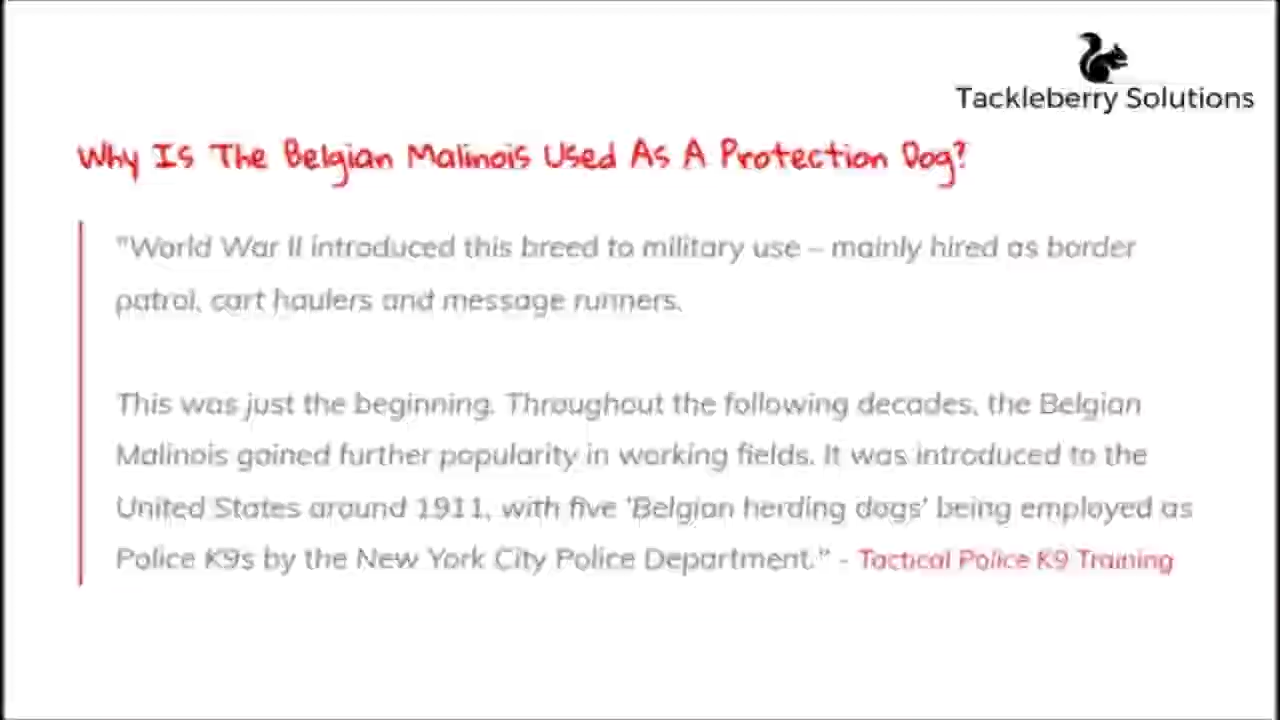 Tackleberry Solutions
Why Is The Belgian Malinois Used As A Protection Dog?
"World War II introduced this breed to military use – mainly hired as border
patrol, cart haulers and message runners.
This was just the beginning. Throughout the following decades, the Belgian
Malinois gained further popularity in working fields. It was introduced to the
United States around 1911, with five 'Belgian herding dogs' being employed as
Police K9s by the New York City Police Department." - Tactical Police K9 Training